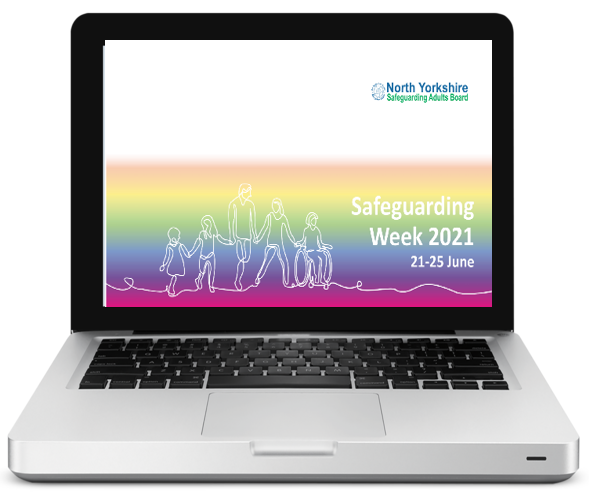 North Yorkshire
Safeguarding Adults Board
Safeguarding
Week 2021
21-25 June